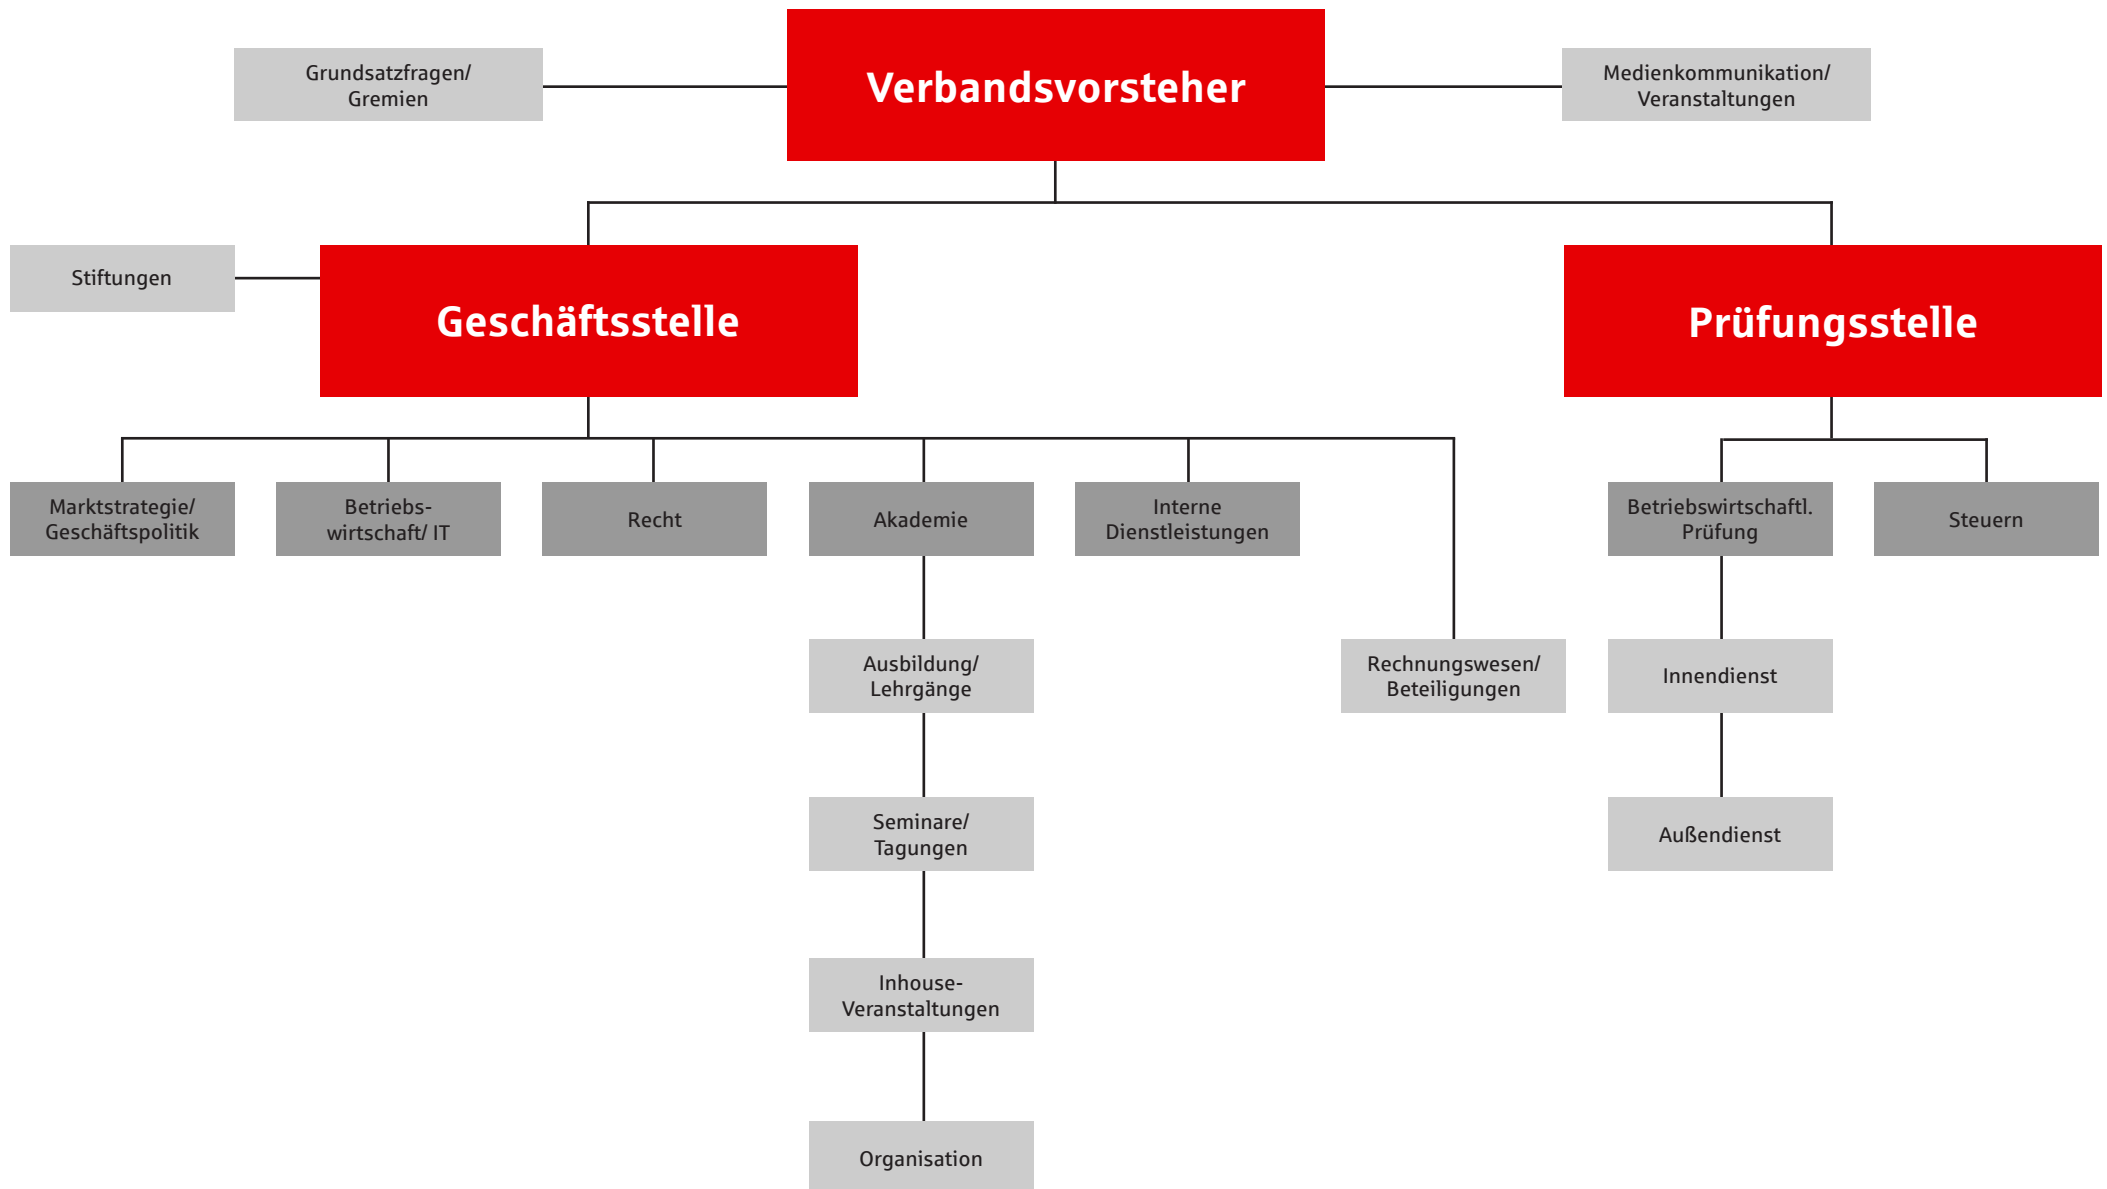 Grundsatzfragen/
Gremien
Verbandsvorsteher
Medienkommunikation/
Veranstaltungen
Stiftungen
Geschäftsstelle
Prüfungsstelle
Marktstrategie/
Geschäftspolitik
Betriebs-
wirtschaft/ IT
Recht
Akademie
Interne
Dienstleistungen
Betriebswirtschaftl.
Prüfung
Steuern
Ausbildung/
Lehrgänge
Rechnungswesen/
Beteiligungen
Innendienst
Seminare/
Tagungen
Außendienst
Inhouse-
Veranstaltungen
Organisation